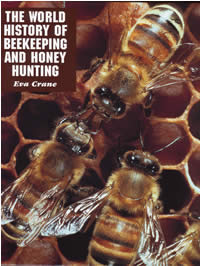 THE WORLD
HISTORY OF
BEEKEEPING
AND HONEY
HUNTING
Eva Crane